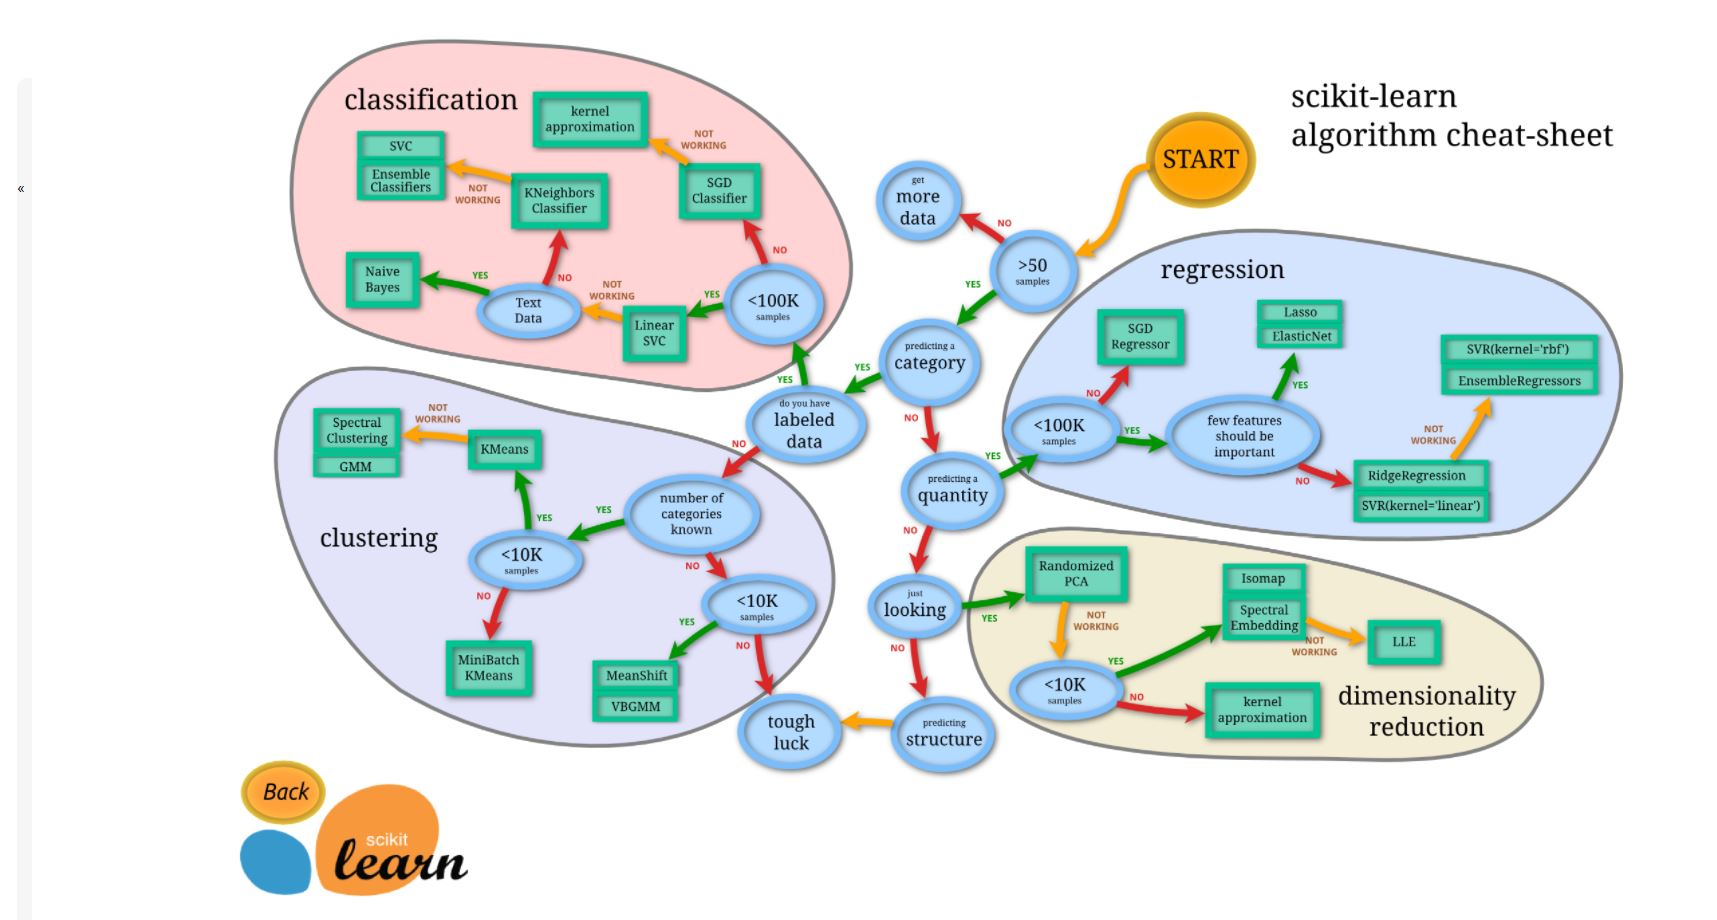 «
scikit-learn
algorithm cheat-sheet
START
get
more
data
NO
>50
samples
YES
predicting a
category
YES
NO
do you have
labeled
data
YES
NO
predicting a
quantity
YES
NO
just
looking
YES
NO
predicting
structure
tough
luck
classification
kernel
approximation
NOT
WORKING
SGD
Classifier
NO
<100K
samples
YES
Linear
SVC
NOT
WORKING
Text
Data
YES
Naive
Bayes
NO
KNeighbors
Classifier
NOT
WORKING
SVC
Ensemble
Classifiers
regression
<100K
samples
NO
SGD
Regressor
YES
few features
should be
important
YES
Lasso
ElasticNet
NO
RidgeRegression
SVR(kernel='linear')
NOT
WORKING
SVR(kernel='rbf')
EnsembleRegressors
clustering
number of
categories
known
YES
<10K
samples
YES
KMeans
NOT
WORKING
Spectral
Clustering
GMM
NO
MiniBatch
KMeans
NO
<10K
samples
YES
MeanShift
VBGMM
NO
dimensionality
reduction
Randomized
PCA
NOT
WORKING
<10K
samples
YES
Isomap
Spectral
Embedding
NOT
WORKING
LLE
NO
kernel
approximation
Back
scikit
learn